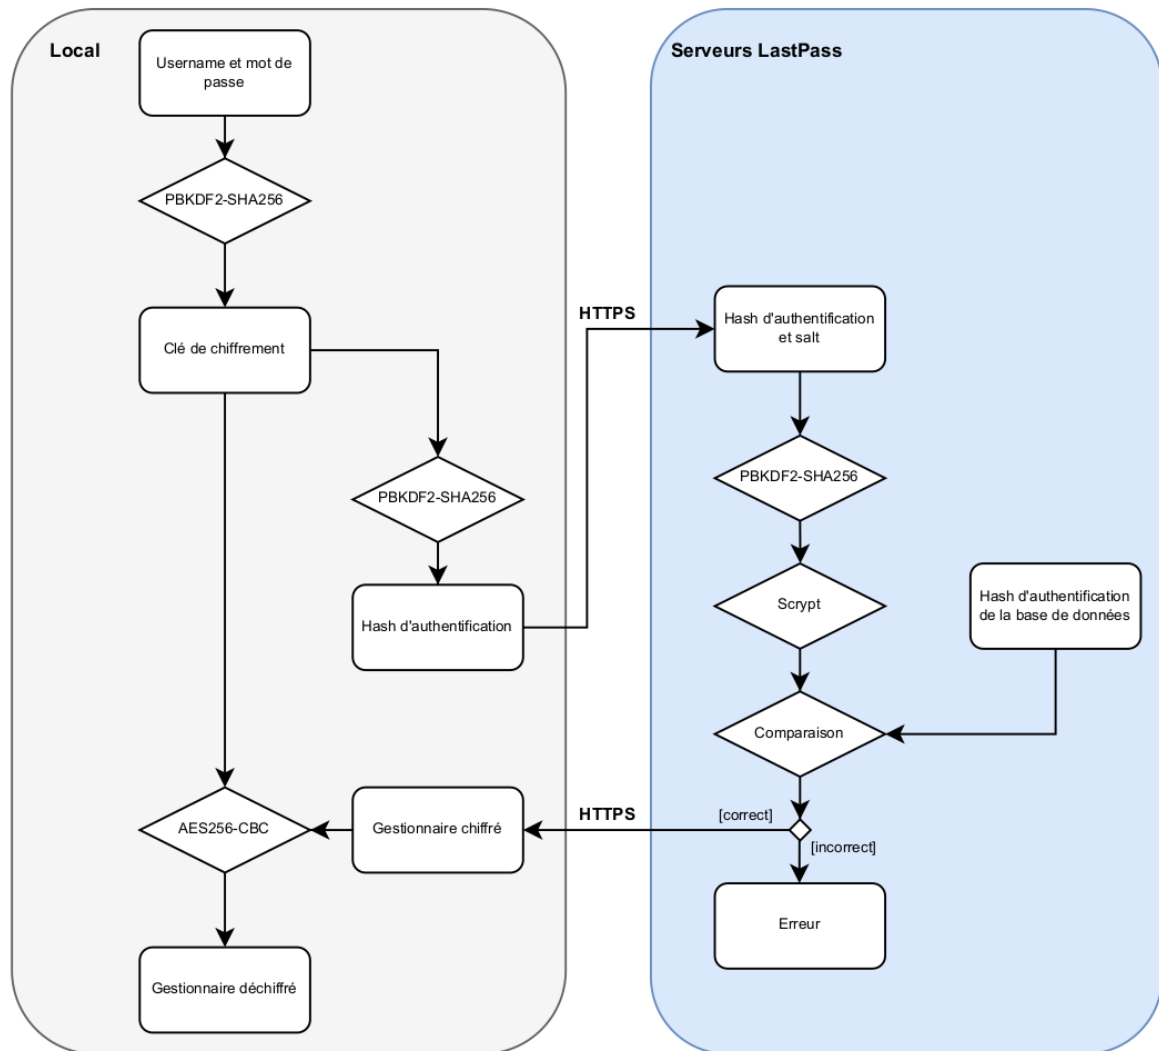 Local
Username et mot de
passe
PBKDF2-SHA256
Clé de chiffrement
PBKDF2-SHA256
Hash d'authentification
AES256-CBC
Gestionnaire chiffré
Gestionnaire déchiffré
HTTPS
HTTPS
Serveurs LastPass
Hash d'authentification
et salt
PBKDF2-SHA256
Scrypt
Hash d'authentification
de la base de données
Comparaison
[correct]
[incorrect]
Erreur